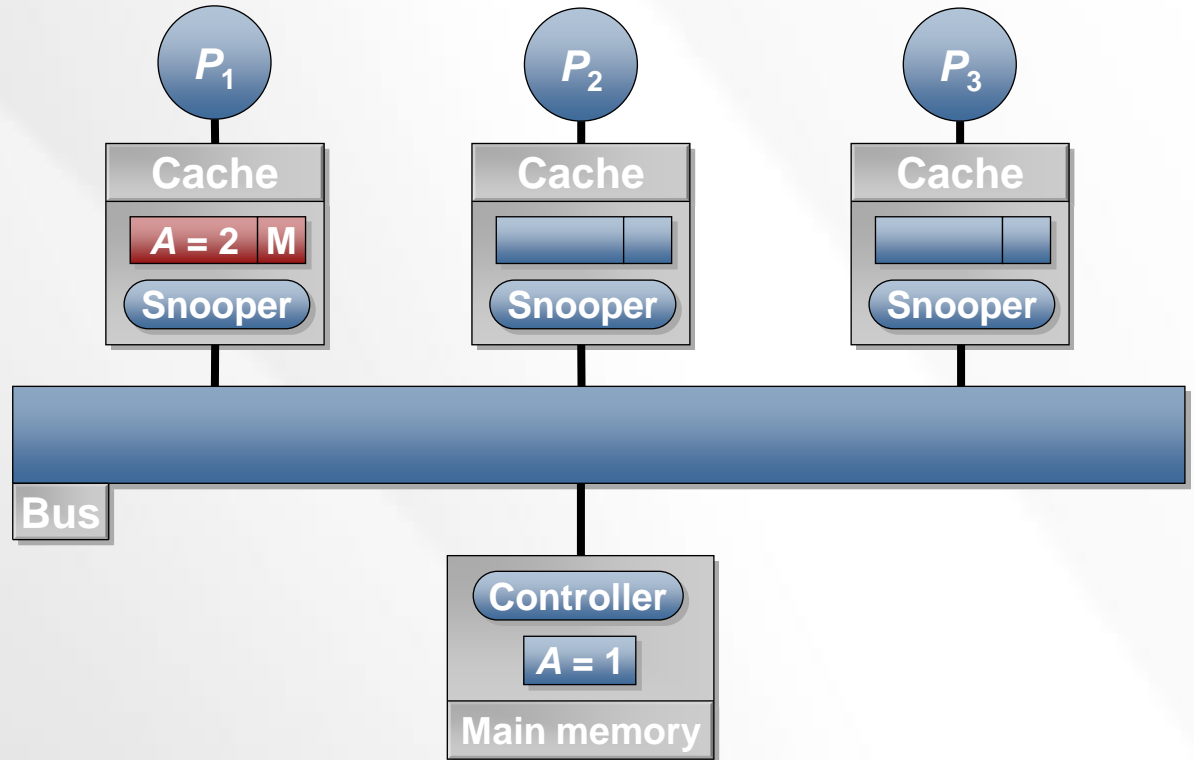 P1 P2 P3
Cache Cache Cache
A = 2 M
Snooper Snooper Snooper
Bus
Controller
A = 1
Main memory